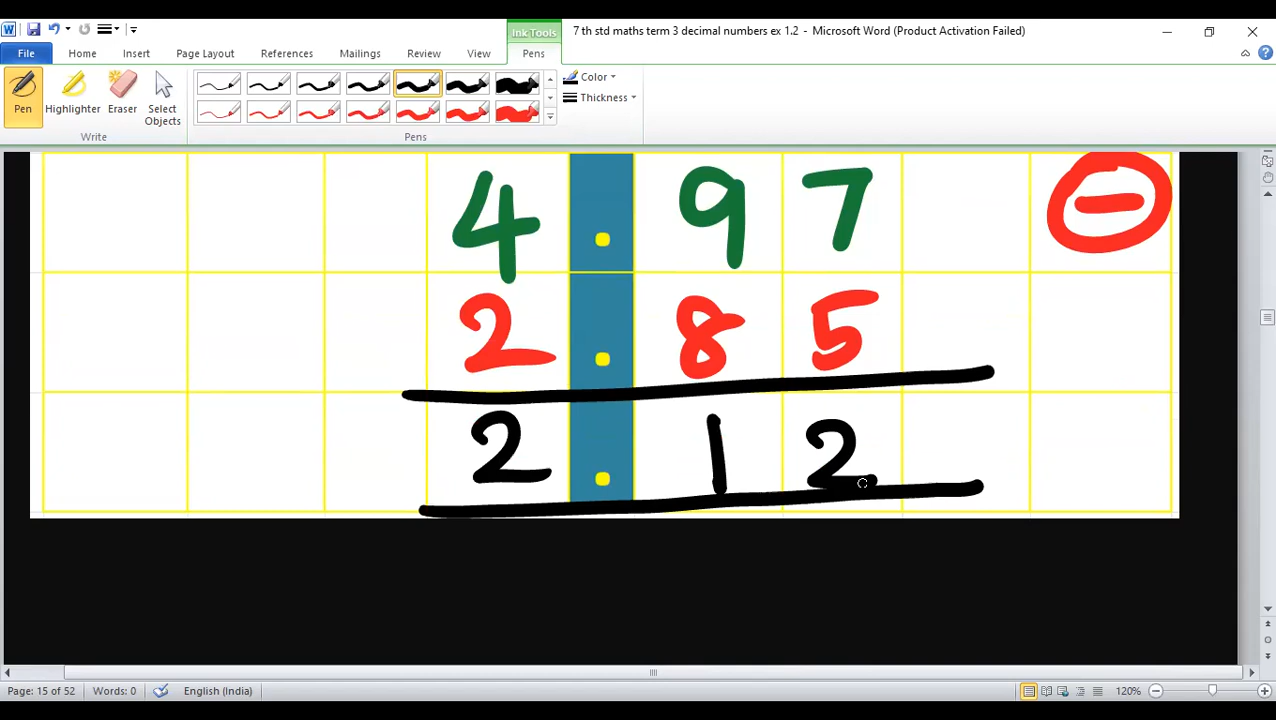 7 th std maths term 3 decimal numbers ex 1.2 - Microsoft Word (Product Activation Failed)
Ink Tools
File Home Insert Page Layout References Mailings Review View Pens
Pen Highlighter Eraser Select Objects
Color
Thickness
Write Pens
4 . 9 7 -
2 . 8 5
2 . 1 2
Page: 15 of 52 Words: 0 English (India) 120%